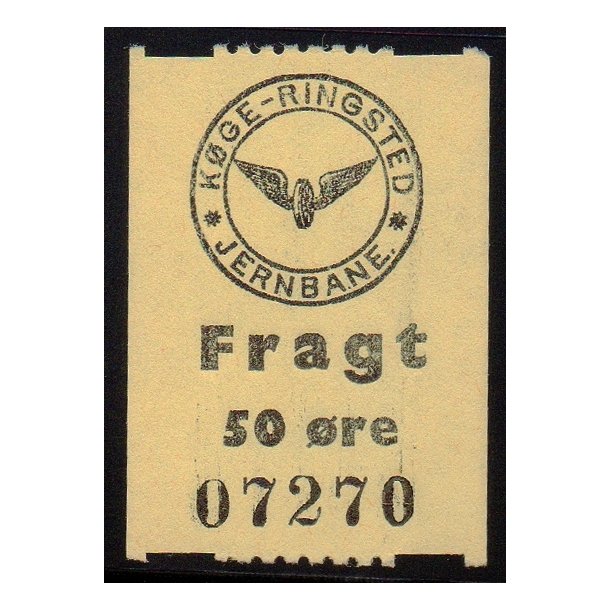 KØGE-RINGSTED
* JERNBANE. *
Fragt
50 øre
07270